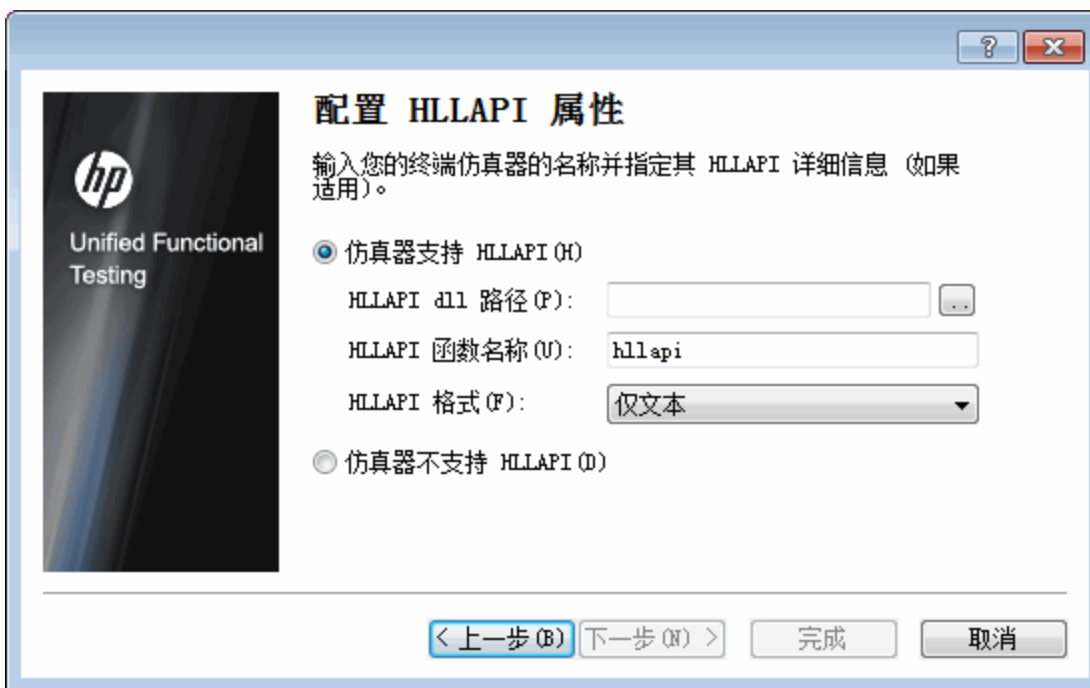 配置 HLLAPI 属性
输入您的终端仿真器的名称并指定其 HLLAPI 详细信息 (如果
适用)。
hp
Unified Functional
Testing
仿真器支持 HLLAPI(H)
HLLAPI dll 路径(P):
..
HLLAPI 函数名称(U):
hllapi
HLLAPI 格式(F):
仅文本
仿真器不支持 HLLAPI(D)
< 上一步(B)
下一步(N) >
完成
取消